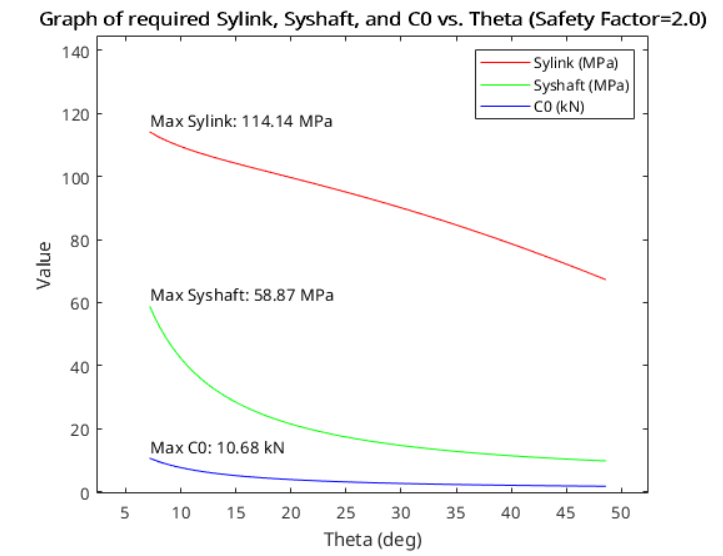 Graph of required Sylink, Syshaft, and C0 vs. Theta (Safety Factor=2.0)
140
120
100
80
60
40
20
0
Value
Sylink (MPa)
Syshaft (MPa)
C0 (kN)
Max Sylink: 114.14 MPa
Max Syshaft: 58.87 MPa
Max C0: 10.68 kN
5 10 15 20 25 30 35 40 45 50
Theta (deg)